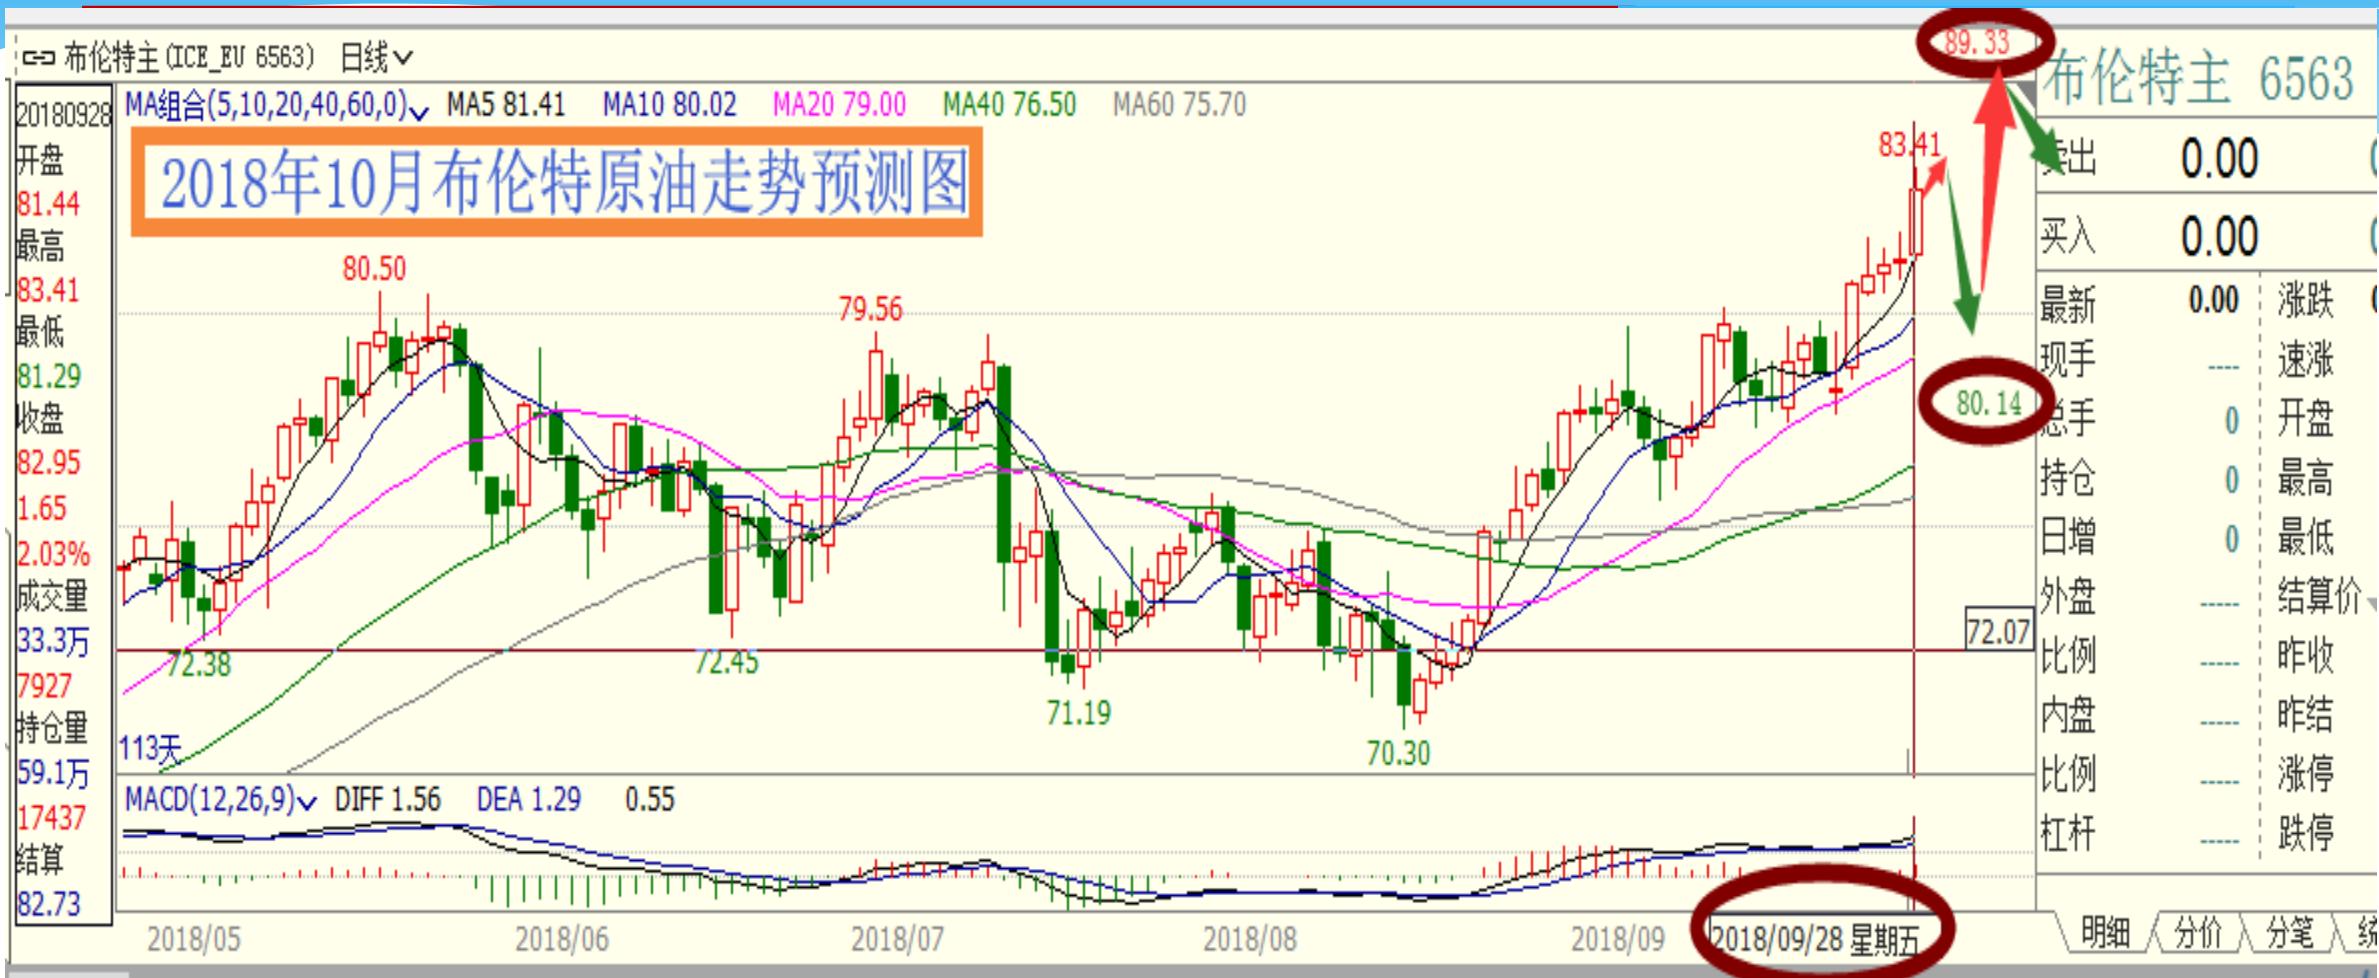 布伦特主(ICE_EU 6563) 日线
89.33
布伦特主 6563
MA组合(5,10,20,40,60,0) MA5 81.41 MA10 80.02 MA20 79.00 MA40 76.50 MA60 75.70
2018年10月布伦特原油走势预测图
20180928
开盘
81.44
最高
83.41
最低
81.29
收盘
82.95
1.65
2.03%
成交量
33.3万
7927
持仓量
59.1万
17437
结算
82.73
83.41
80.50
79.56
80.14
72.07
72.38
72.45
71.19
70.30
113天
MACD(12,26,9) DIFF 1.56 DEA 1.29 0.55
2018/05 2018/06 2018/07 2018/08 2018/09 2018/09/28 星期五
卖出 0.00
买入 0.00
最新 0.00 涨跌
现手 ---- 速涨
总手 0 开盘
持仓 0 最高
日增 0 最低
外盘 ----- 结算价
比例 ----- 昨收
内盘 ----- 昨结
比例 ----- 涨停
杠杆 ----- 跌停
明细 分价 分笔